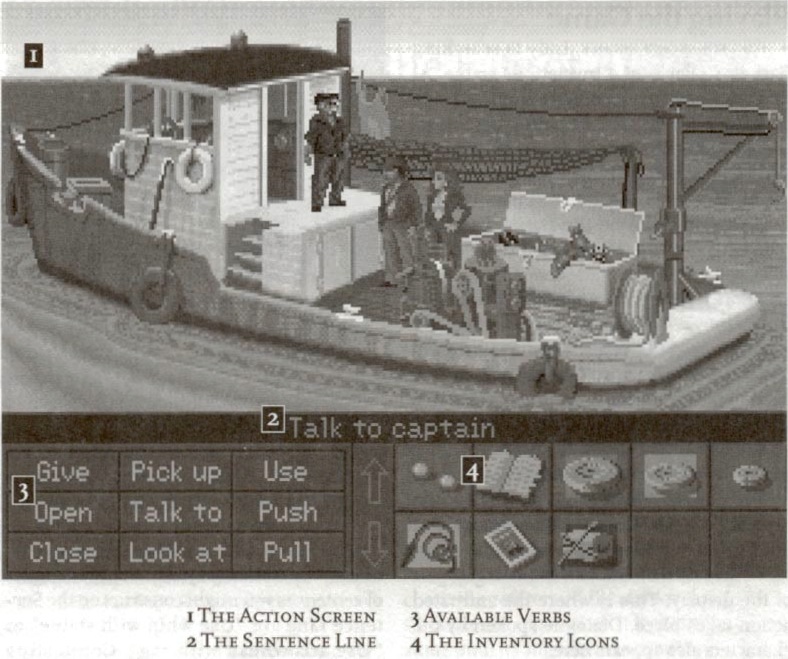 1
2 Talk to captain
3
4
Give Pick up Use
Open Talk to Push
Close Look at Pull
1 The Action Screen 3 Available Verbs
2 The Sentence Line 4 The Inventory Icons